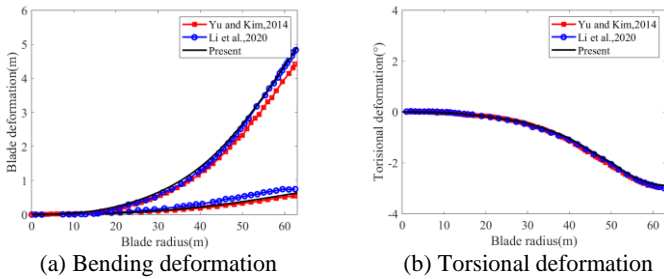 6
5
4
3
2
1
0
Blade deformation(m)
Yu and Kim,2014
Li et al.,2020
Present
0 10 20 30 40 50 60
Blade radius(m)
(a) Bending deformation
4
2
0
-2
-4
Torisional deformation(°)
Yu and Kim,2014
Li et al.,2020
Present
0 10 20 30 40 50 60
Blade radius(m)
(b) Torsional deformation